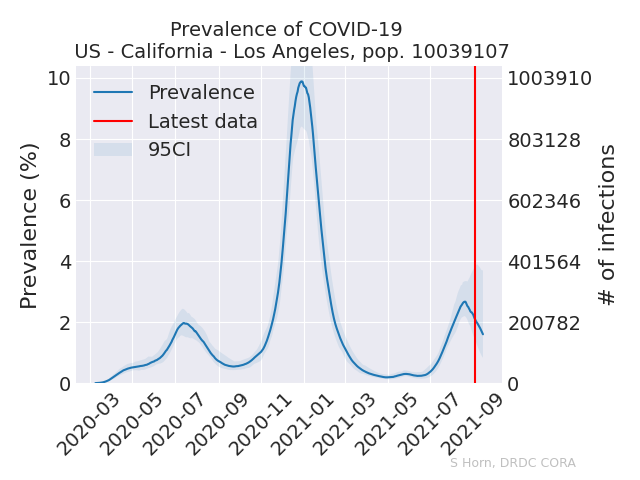 Prevalence of COVID-19
US - California - Los Angeles, pop. 10039107
Prevalence
Latest data
95CI
Prevalence (%)
10
8
6
4
2
0
1003910
803128
602346
401564
200782
0
# of infections
2020-03
2020-05
2020-07
2020-09
2020-11
2021-01
2021-03
2021-05
2021-07
2021-09
S Horn, DRDC CORA